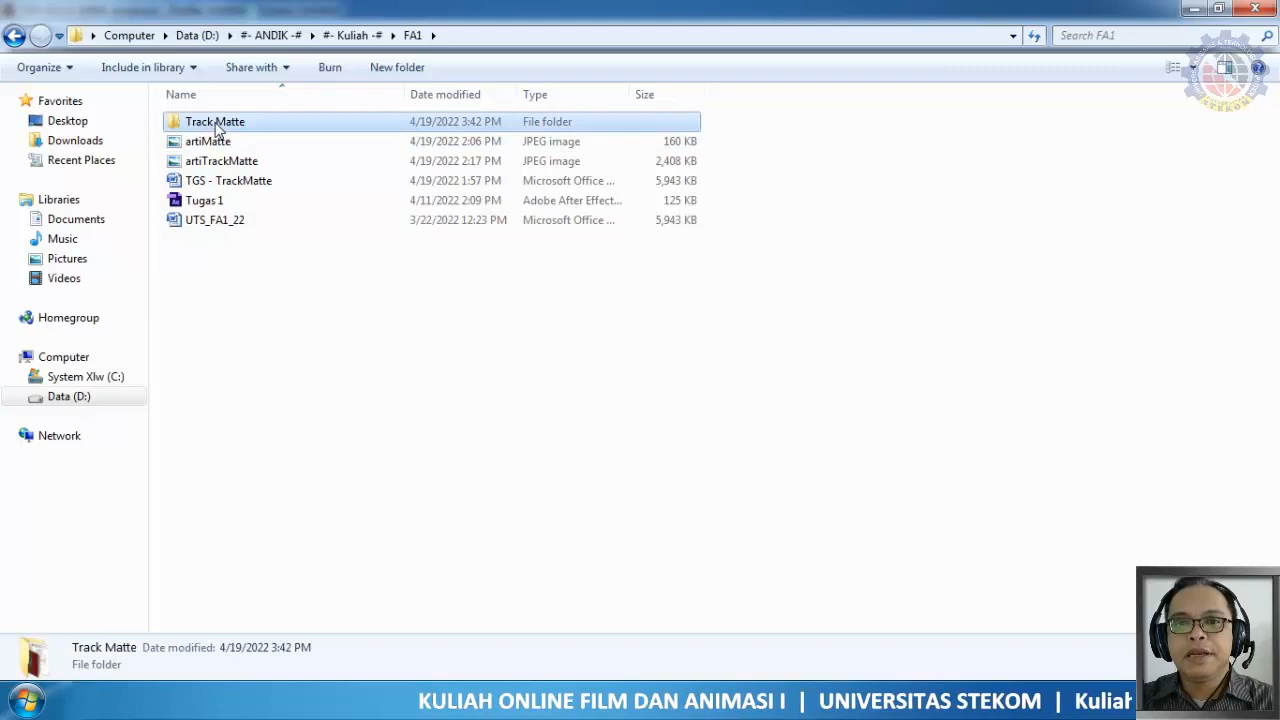 Computer
Data (D:)
#- ANDIK -#
#- Kuliah -#
FA1
Search FA1
Organize
Include in library
Share with
Burn
New folder
Name
Date modified
Type
Size
Favorites
Desktop
Downloads
Recent Places
Libraries
Documents
Music
Pictures
Videos
Homegroup
Computer
System Xlw (C:)
Data (D:)
Network
Track Matte 4/19/2022 3:42 PM File folder
artiMatte 4/19/2022 2:06 PM JPEG image 160 KB
artiTrackMatte 4/19/2022 2:17 PM JPEG image 2,408 KB
TGS - TrackMatte 4/19/2022 1:57 PM Microsoft Office ... 5,943 KB
Tugas 1 4/11/2022 2:09 PM Adobe After Effect... 125 KB
UTS_FA1_22 3/22/2022 12:23 PM Microsoft Office ... 5,943 KB
Track Matte Date modified: 4/19/2022 3:42 PM
File folder
KULIAH ONLINE FILM DAN ANIMASI I | UNIVERSITAS STEKOM | Kuliah
STEKOM